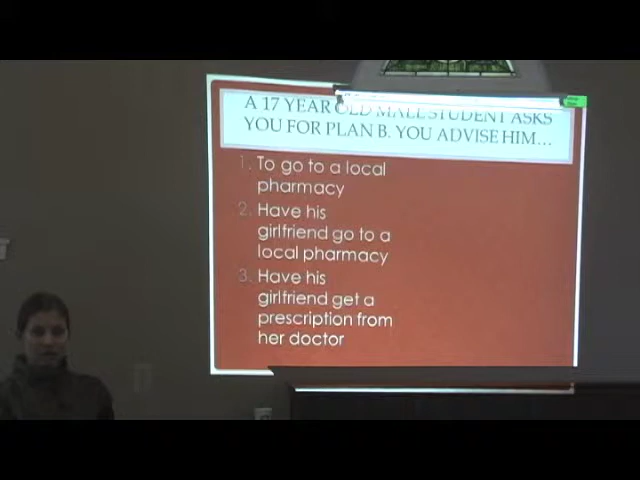 A 17 YEAR OLD MALE STUDENT ASKS
YOU FOR PLAN B. YOU ADVISE HIM...
1. To go to a local
pharmacy
2. Have his
girlfriend go to a
local pharmacy
3. Have his
girlfriend get a
prescription from
her doctor